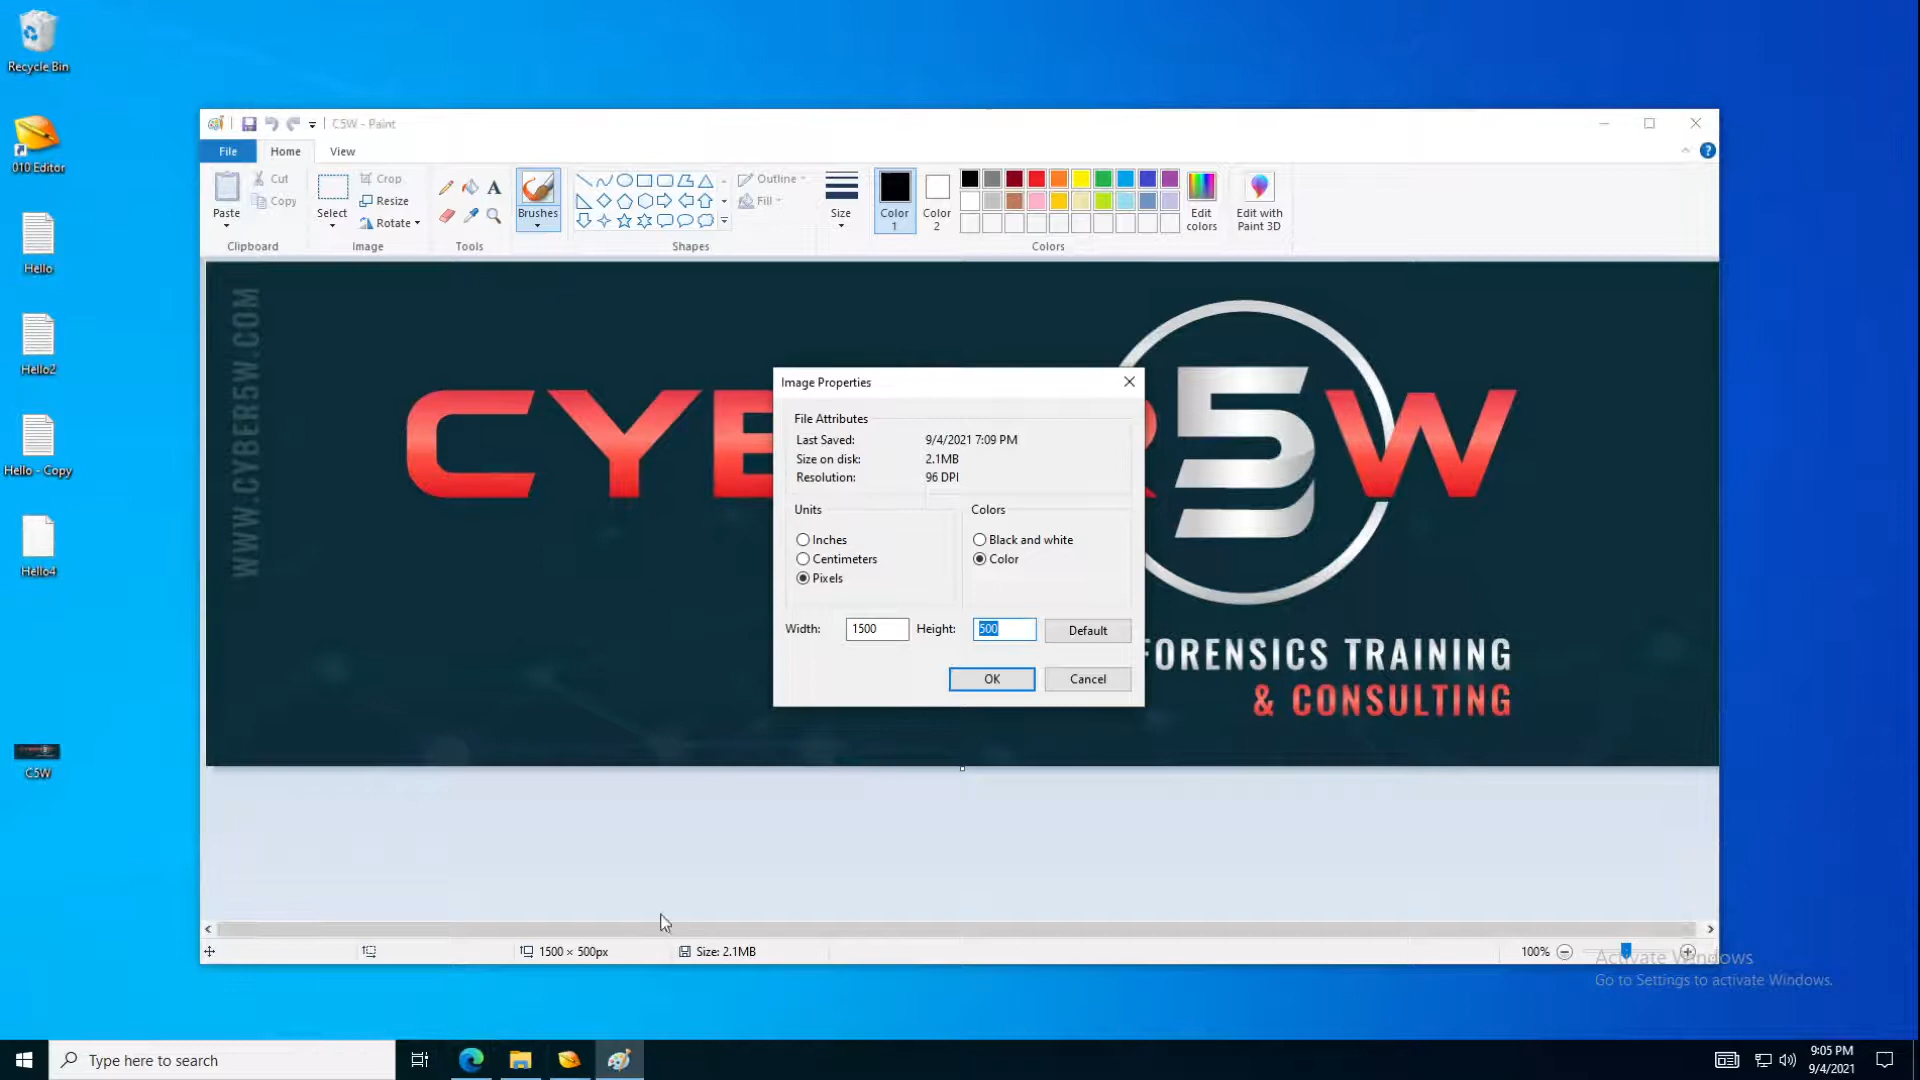 Recycle Bin
010 Editor
Hello
Hello2
Hello - Copy
Hello4
C5W
C5W - Paint
File
Home
View
Paste
Cut
Copy
Clipboard
Select
Crop
Resize
Rotate
Image
Tools
Brushes
Shapes
Outline
Fill
Size
Color
1
Color
2
Edit
colors
Colors
Edit with
Paint 3D
WWW.CYBER5W.COM
CYBER5W
FORENSICS TRAINING
& CONSULTING
Image Properties
File Attributes
Last Saved: 9/4/2021 7:09 PM
Size on disk: 2.1MB
Resolution: 96 DPI
Units
Inches
Centimeters
Pixels
Colors
Black and white
Color
Width: 1500 Height: 500 Default
OK
Cancel
1500 × 500px
Size: 2.1MB
100%
Activate Windows
Go to Settings to activate Windows.
Type here to search
9:05 PM
9/4/2021